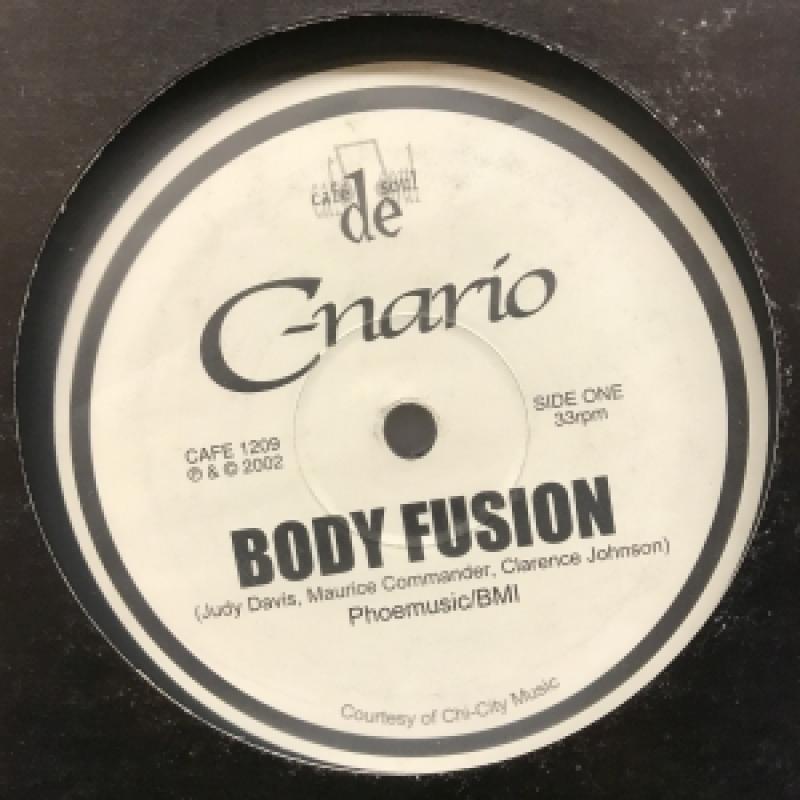 café de soul
C-nario
CAFE 1209
℗ & © 2002
SIDE ONE
33rpm
BODY FUSION
(Judy Davis, Maurice Commander, Clarence Johnson)
Phoemusic/BMI
Courtesy of Chi-City Music